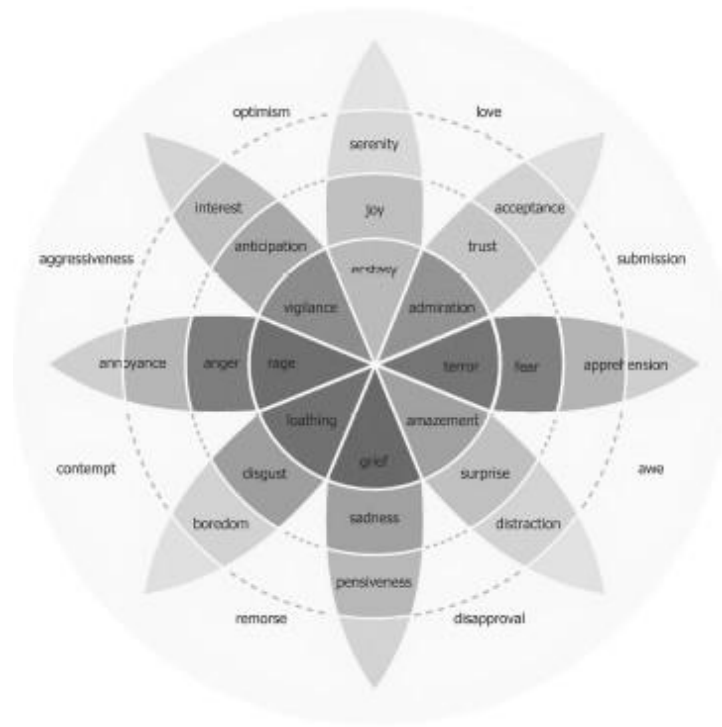 optimism
love
serenity
interest
joy
acceptance
anticipation
trust
aggressiveness
submission
ecstasy
vigilance
admiration
annoyance
anger
rage
terror
fear
apprehension
loathing
amazement
contempt
disgust
grief
surprise
awe
boredom
sadness
distraction
pensiveness
remorse
disapproval